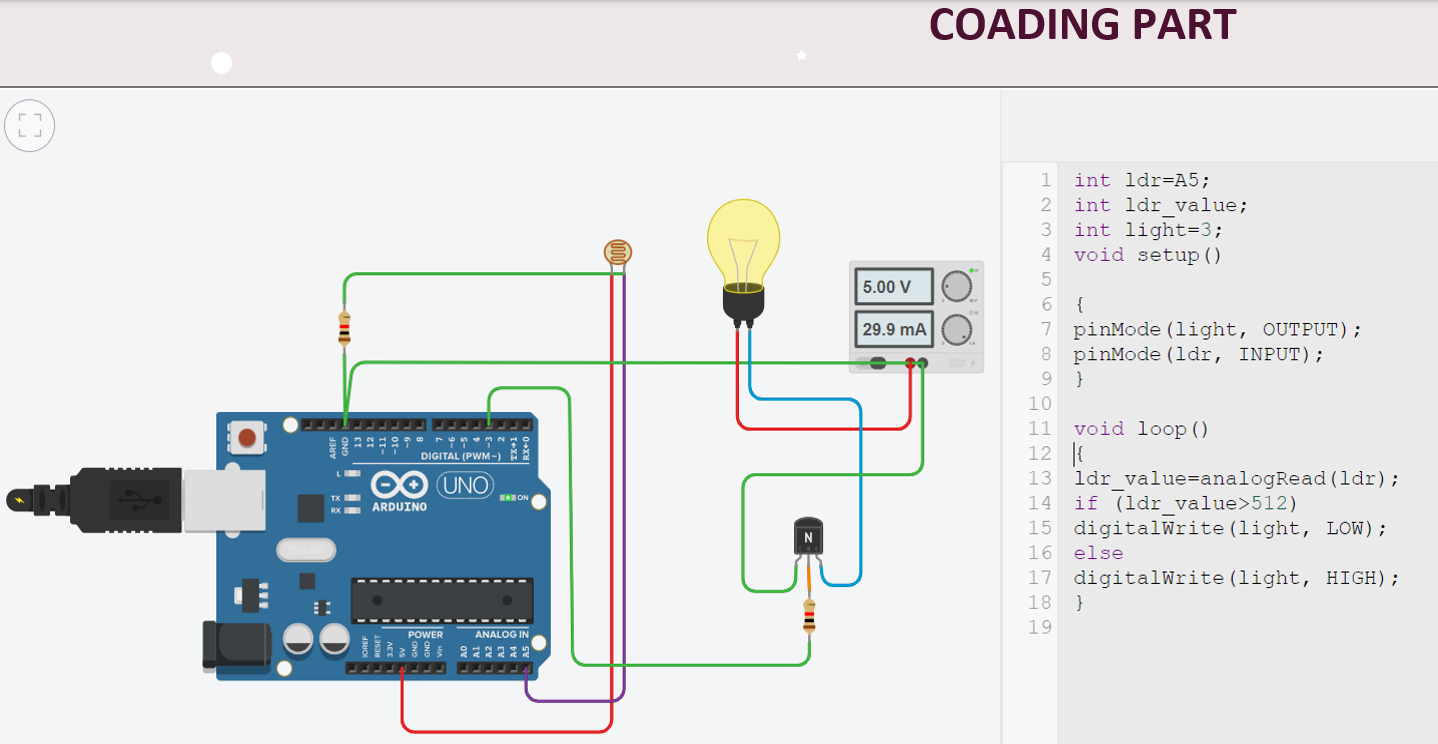 COADING PART
5.00 V
29.9 mA
N
AREF
GND
13
12
~11
~10
~9
8
7
~6
~5
4
~3
2
TX→1
RX←0
DIGITAL (PWM~)
L
TX
RX
UNO
ON
ARDUINO
POWER
ANALOG IN
IOREF
RESET
3.3V
5V
GND
GND
Vin
A0
A1
A2
A3
A4
A5
1 int ldr=A5;
2 int ldr_value;
3 int light=3;
4 void setup()
5
6 {
7 pinMode(light, OUTPUT);
8 pinMode(ldr, INPUT);
9 }
10
11 void loop()
12 {
13 ldr_value=analogRead(ldr);
14 if (ldr_value>512)
15 digitalWrite(light, LOW);
16 else
17 digitalWrite(light, HIGH);
18 }
19